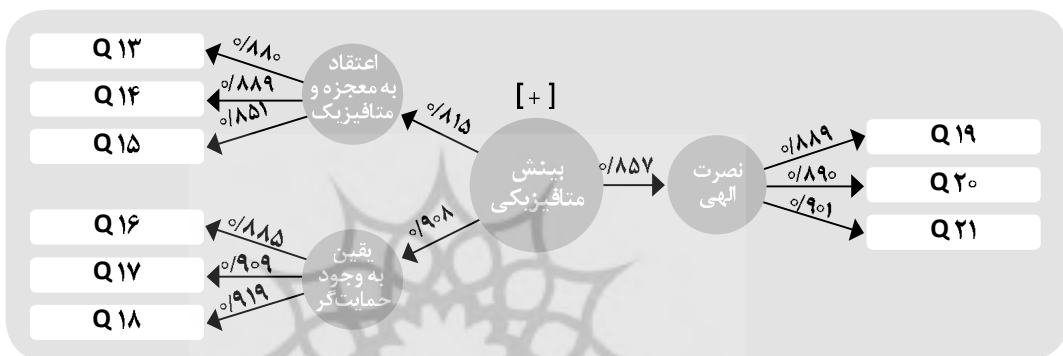 Q ۱۳
Q ۱۴
Q ۱۵
۰/۸۸۰
۰/۸۸۹
۰/۸۵۱
اعتقاد
به معجزه و
متافیزیک
۰/۸۱۵
[+]
بینش
متافیزیکی
۰/۸۵۷
نصرت
الهی
۰/۸۸۹
۰/۸۹۰
۰/۹۰۱
Q ۱۹
Q ۲۰
Q ۲۱
۰/۹۰۸
یقین
به وجود
حمایت‌گر
۰/۸۸۵
۰/۹۰۹
۰/۹۱۹
Q ۱۶
Q ۱۷
Q ۱۸